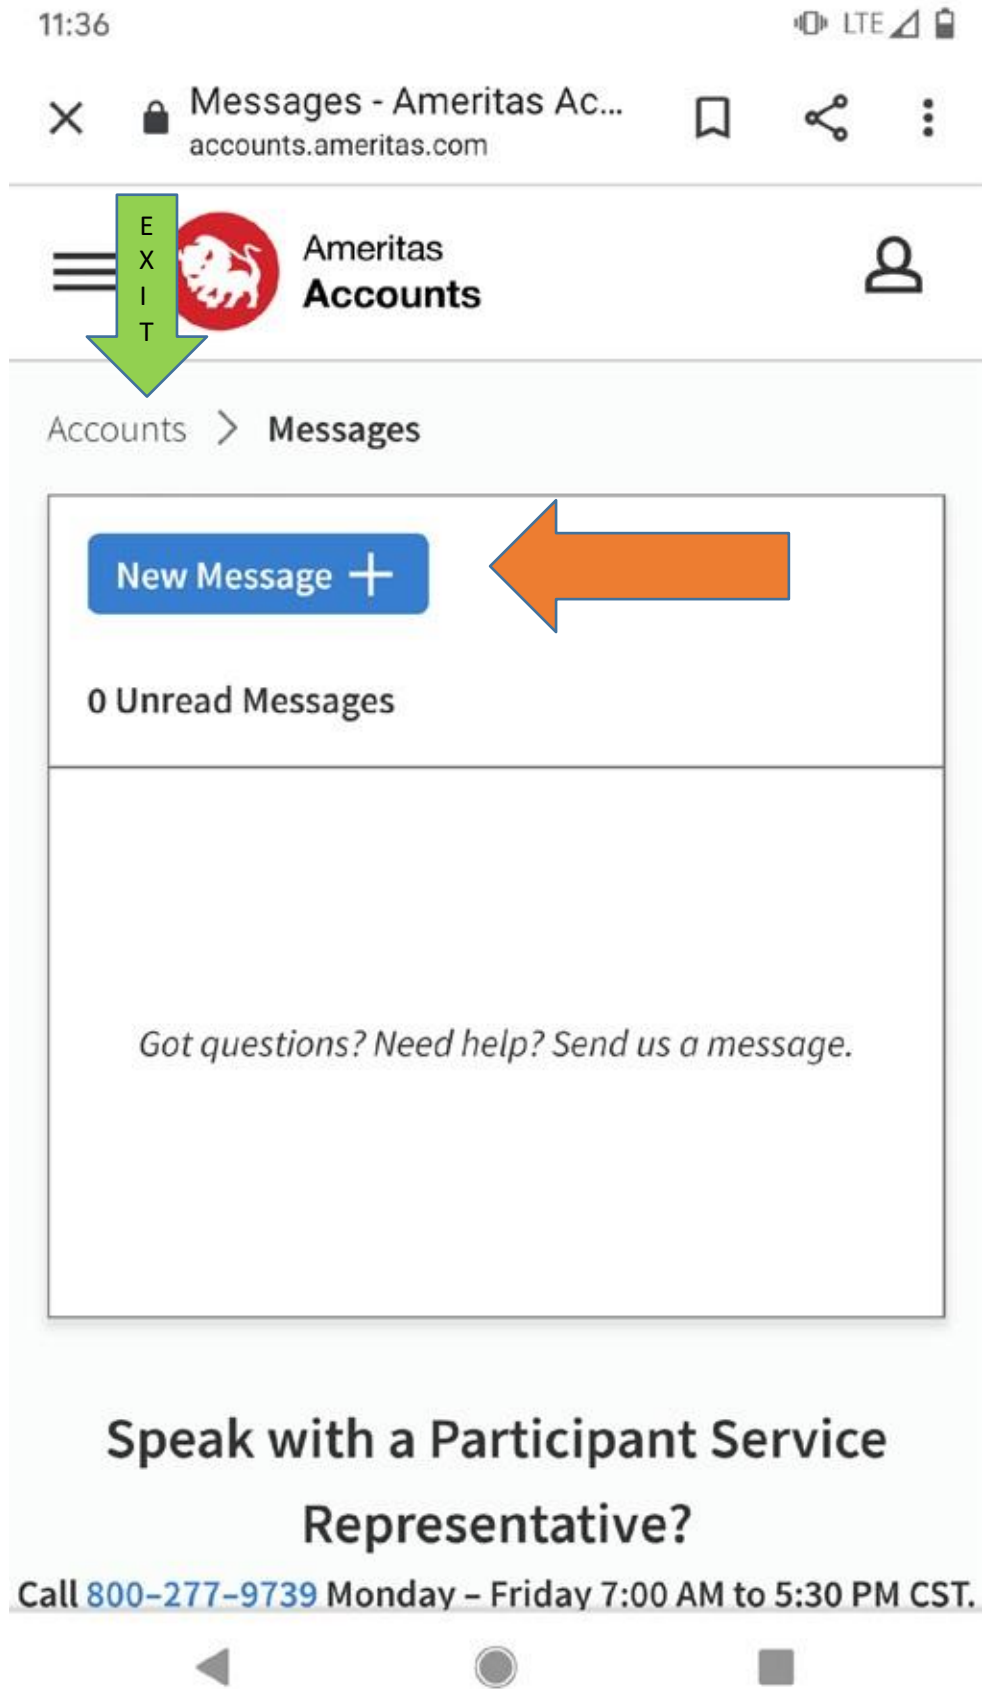 11:36
LTE
Messages - Ameritas Ac...
accounts.ameritas.com
EXIT
Ameritas
Accounts
Accounts > Messages
New Message +
0 Unread Messages
Got questions? Need help? Send us a message.
Speak with a Participant Service
Representative?
Call 800-277-9739 Monday – Friday 7:00 AM to 5:30 PM CST.